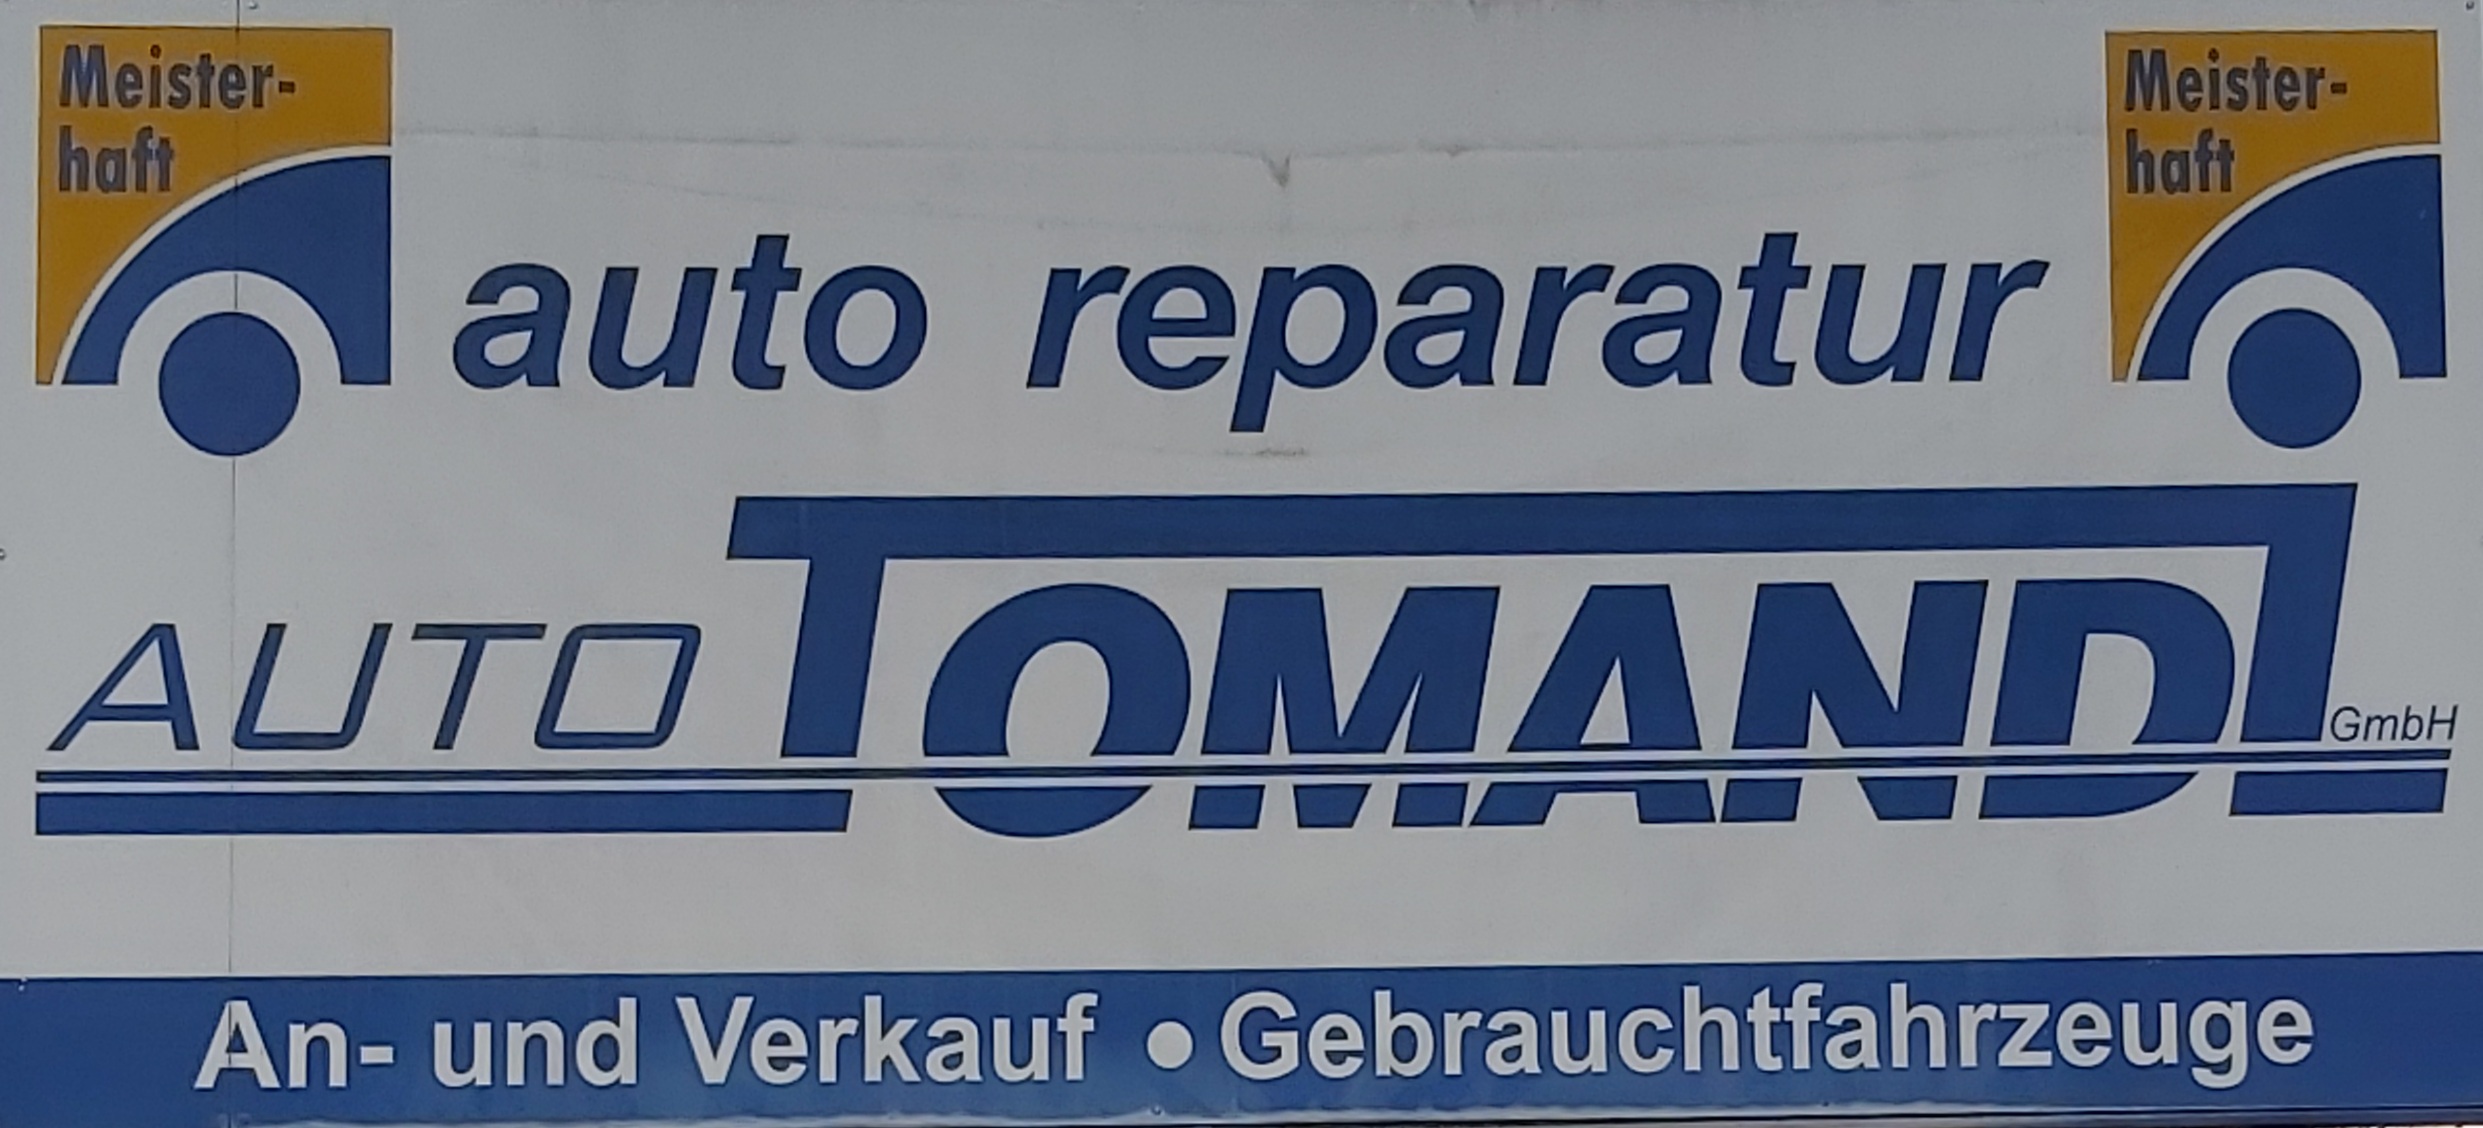 Meister-
haft
auto reparatur
Meister-
haft
AUTO TOMANDL GmbH
An- und Verkauf • Gebrauchtfahrzeuge